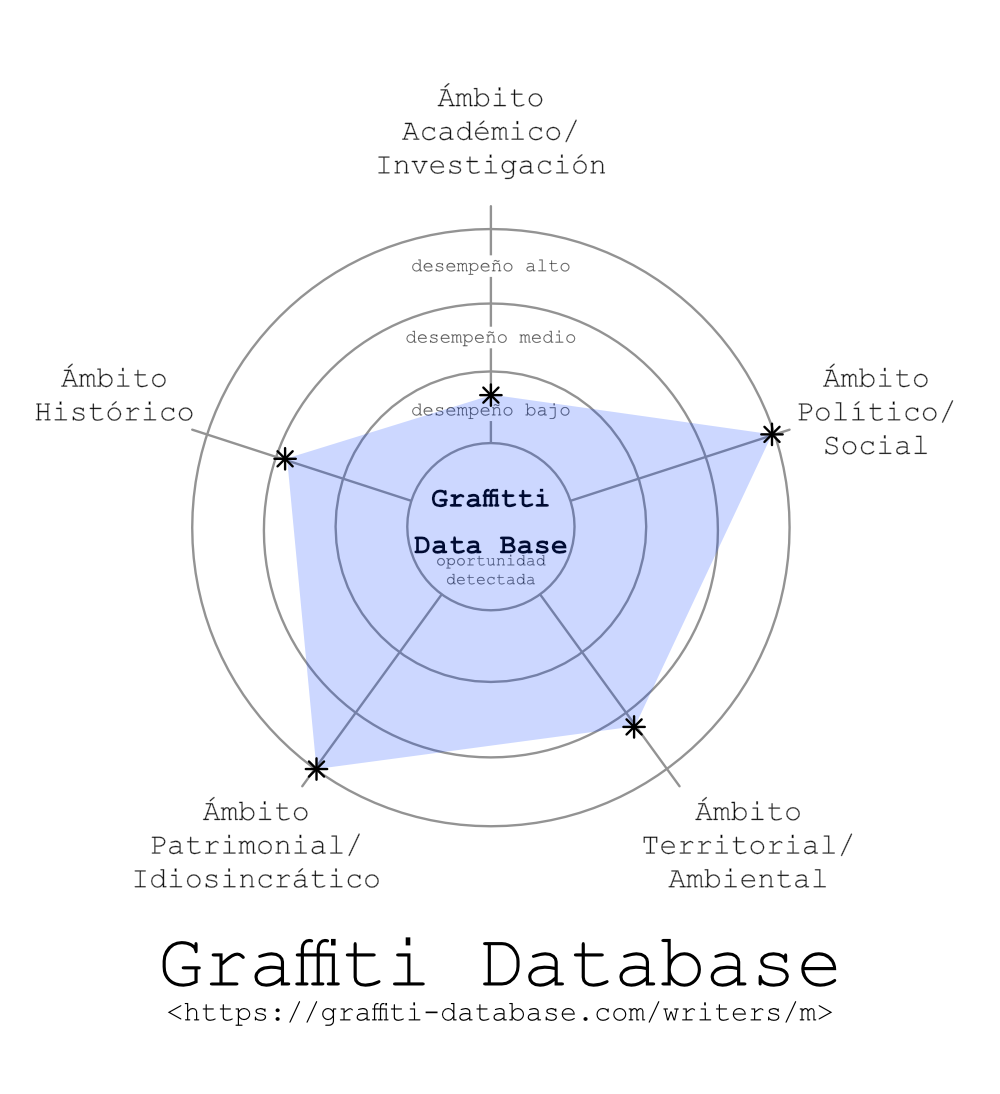 Ámbito
Académico/
Investigación
desempeño alto
desempeño medio
Ámbito
Histórico
Ámbito
Político/
Social
desempeño bajo
Graffitti
Data Base
oportunidad
detectada
Ámbito
Patrimonial/
Idiosincrático
Ámbito
Territorial/
Ambiental
Graffiti Database
<https://graffiti-database.com/writers/m>